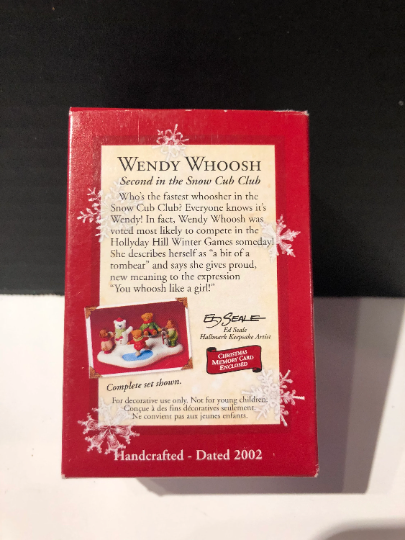 WENDY WHOOSH
Second in the Snow Cub Club
Who's the fastest whoosher in the
Snow Cub Club? Everyone knows it's
Wendy! In fact, Wendy Whoosh was
voted most likely to compete in the
Hollyday Hill Winter Games someday!
She describes herself as "a bit of a
tombear" and says she gives proud,
new meaning to the expression
"You whoosh like a girl!"
ED SEALE
Ed Seale
Hallmark Keepsake Artist
CHRISTMAS
MEMORY CARD
ENCLOSED
Complete set shown.
For decorative use only. Not for young children.
Conçue à des fins décoratives seulement.
Ne convient pas aux jeunes enfants.
Handcrafted - Dated 2002